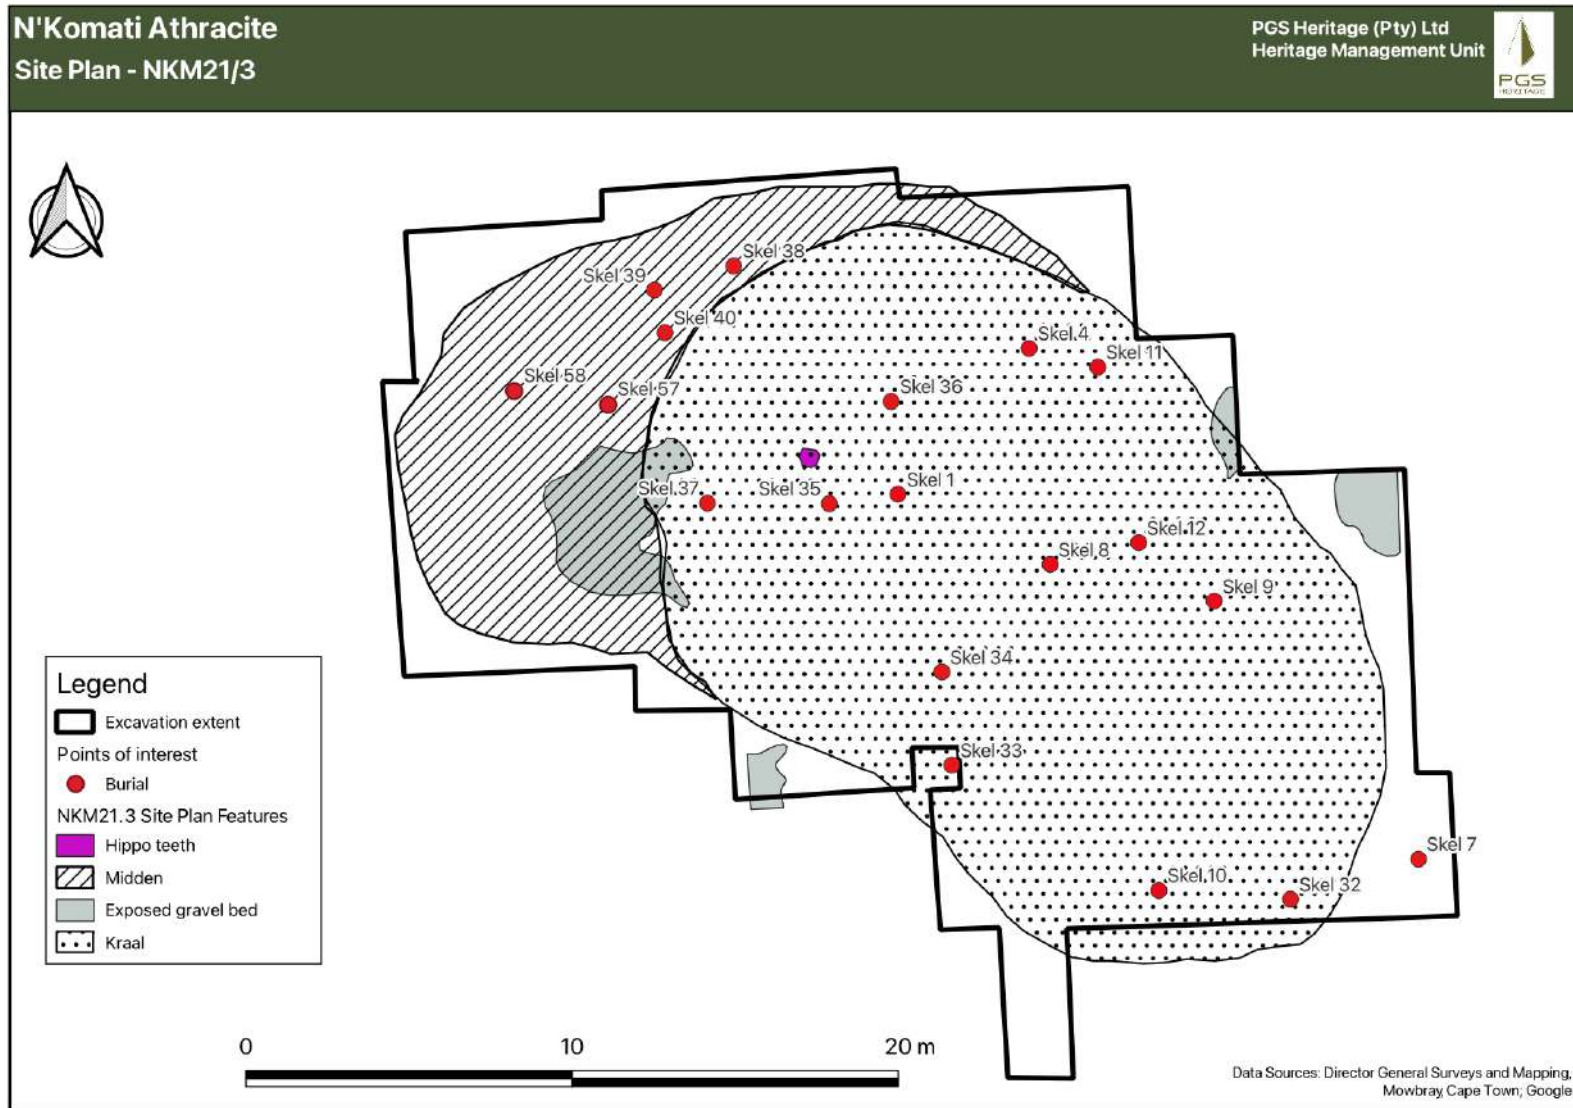 N'Komati Athracite
Site Plan - NKM21/3
PGS Heritage (Pty) Ltd
Heritage Management Unit
PGS
HERITAGE
Skel 38
Skel 39
Skel 40
Skel 4
Skel 11
Skel 58
Skel 57
Skel 36
Skel 37
Skel 35
Skel 1
Skel 12
Skel 8
Skel 9
Skel 34
Skel 33
Skel 7
Skel 10
Skel 32
Legend
Excavation extent
Points of interest
Burial
NKM21.3 Site Plan Features
Hippo teeth
Midden
Exposed gravel bed
Kraal
0 10 20 m
Data Sources: Director General Surveys and Mapping,
Mowbray, Cape Town; Google